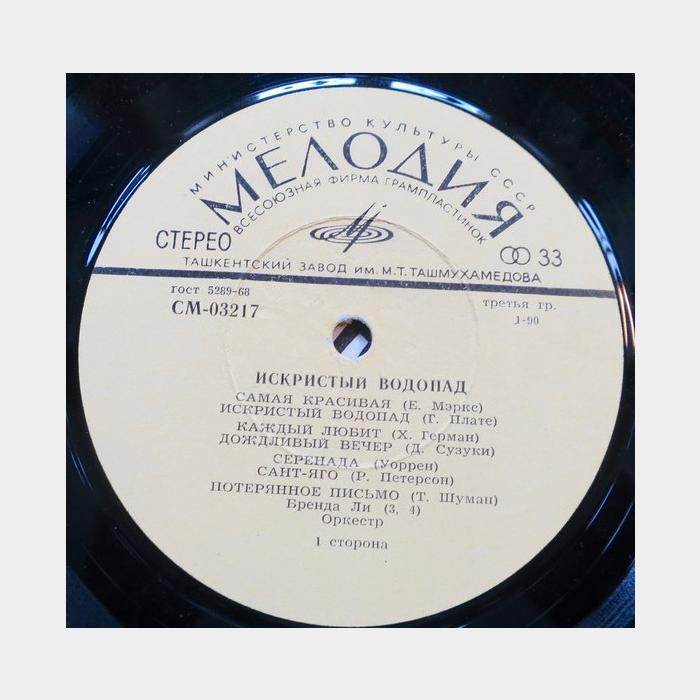 МИНИСТЕРСТВО КУЛЬТУРЫ СССР
МЕЛОДИЯ
ВСЕСОЮЗНАЯ ФИРМА ГРАМПЛАСТИНОК
СТЕРЕО 33
ТАШКЕНТСКИЙ ЗАВОД ИМ. М.Т. ТАШМУХАМЕДОВА
гост 5289-68 третья гр.
СМ-03217 1-90
ИСКРИСТЫЙ ВОДОПАД
САМАЯ КРАСИВАЯ (Е. Мэркс)
ИСКРИСТЫЙ ВОДОПАД (Г. Плате)
КАЖДЫЙ ЛЮБИТ (Х. Герман)
ДОЖДЛИВЫЙ ВЕЧЕР (Д. Сузуки)
СЕРЕНАДА (Уоррен)
САНТ-ЯГО (Р. Петерсон)
ПОТЕРЯННОЕ ПИСЬМО (Т. Шуман)
Бренда Ли (3, 4)
Оркестр
1 сторона